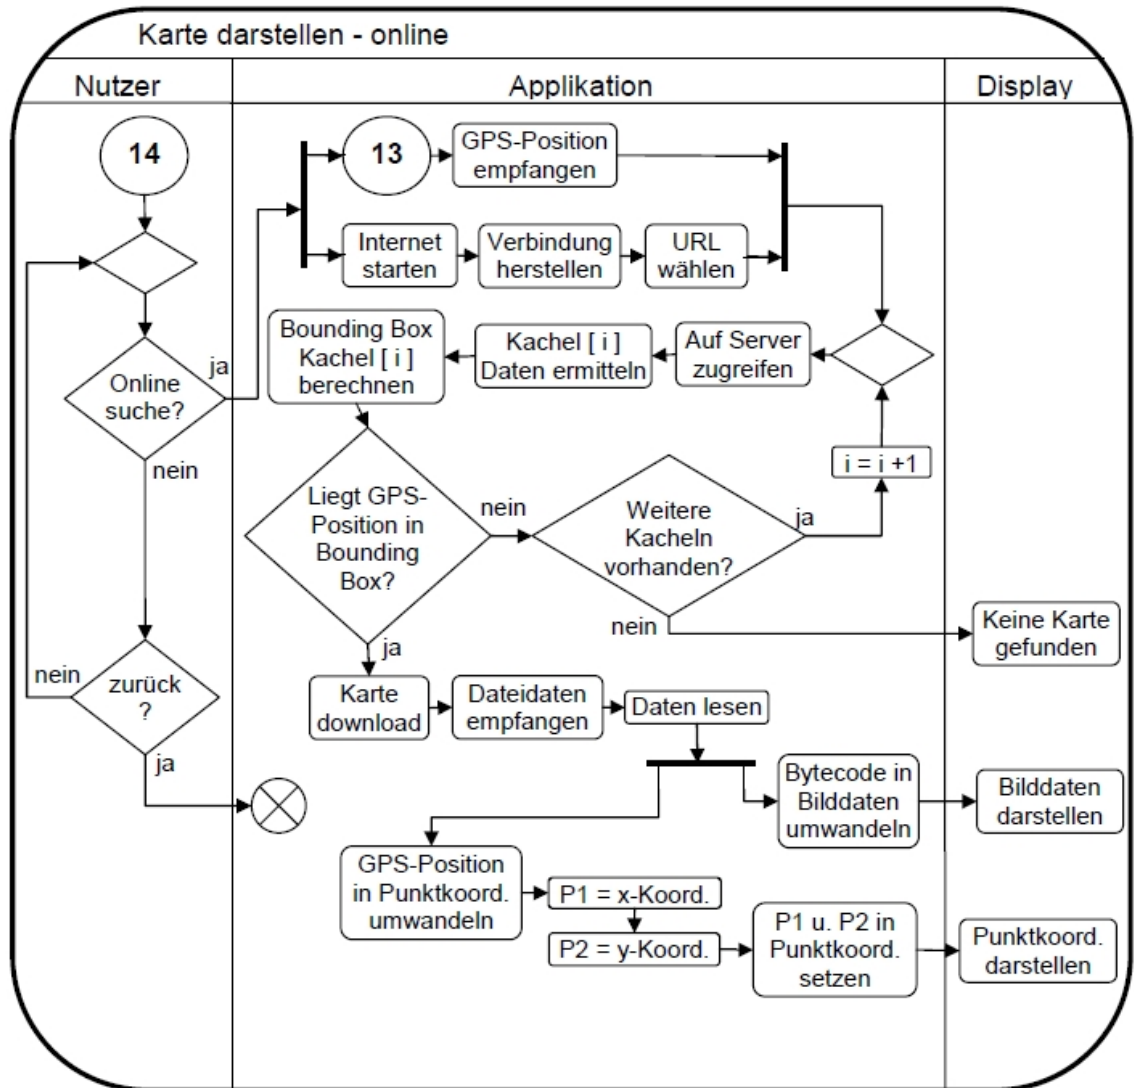 Karte darstellen - online
Nutzer
Applikation
Display
14
13
GPS-Position
empfangen
Internet
starten
Verbindung
herstellen
URL
wählen
Online
suche?
ja
nein
Bounding Box
Kachel [ i ]
berechnen
Kachel [ i ]
Daten ermitteln
Auf Server
zugreifen
i = i +1
Liegt GPS-
Position in
Bounding
Box?
nein
ja
Weitere
Kacheln
vorhanden?
ja
nein
Keine Karte
gefunden
zurück
?
nein
ja
Karte
download
Dateidaten
empfangen
Daten lesen
Bytecode in
Bilddaten
umwandeln
Bilddaten
darstellen
GPS-Position
in Punktkoord.
umwandeln
P1 = x-Koord.
P2 = y-Koord.
P1 u. P2 in
Punktkoord.
setzen
Punktkoord.
darstellen